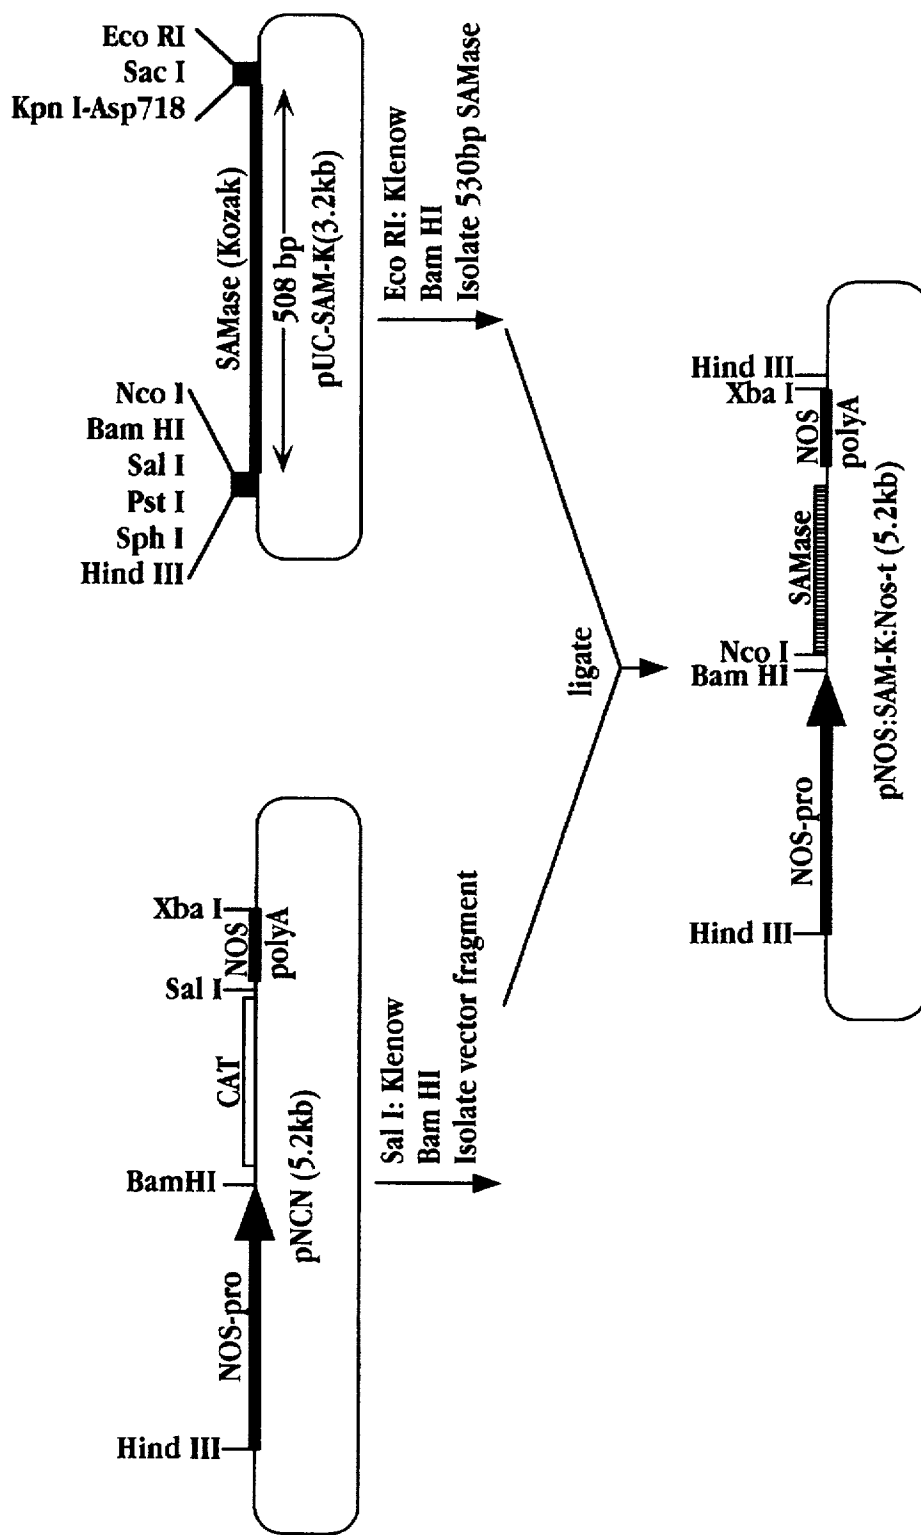 Hind III
NOS-pro
BamHI
CAT
Sal I
NOS
polyA
Xba I
pNCN (5.2kb)
Sal I: Klenow
Bam HI
Isolate vector fragment
Hind III
Sph I
Pst I
Sal I
Bam HI
Nco I
SAMase (Kozak)
508 bp
pUC-SAM-K(3.2kb)
Kpn I-Asp718
Sac I
Eco RI
Eco RI: Klenow
Bam HI
Isolate 530bp SAMase
ligate
Hind III
NOS-pro
Bam HI
Nco I
SAMase
NOS
polyA
Xba I
Hind III
pNOS:SAM-K:Nos-t (5.2kb)